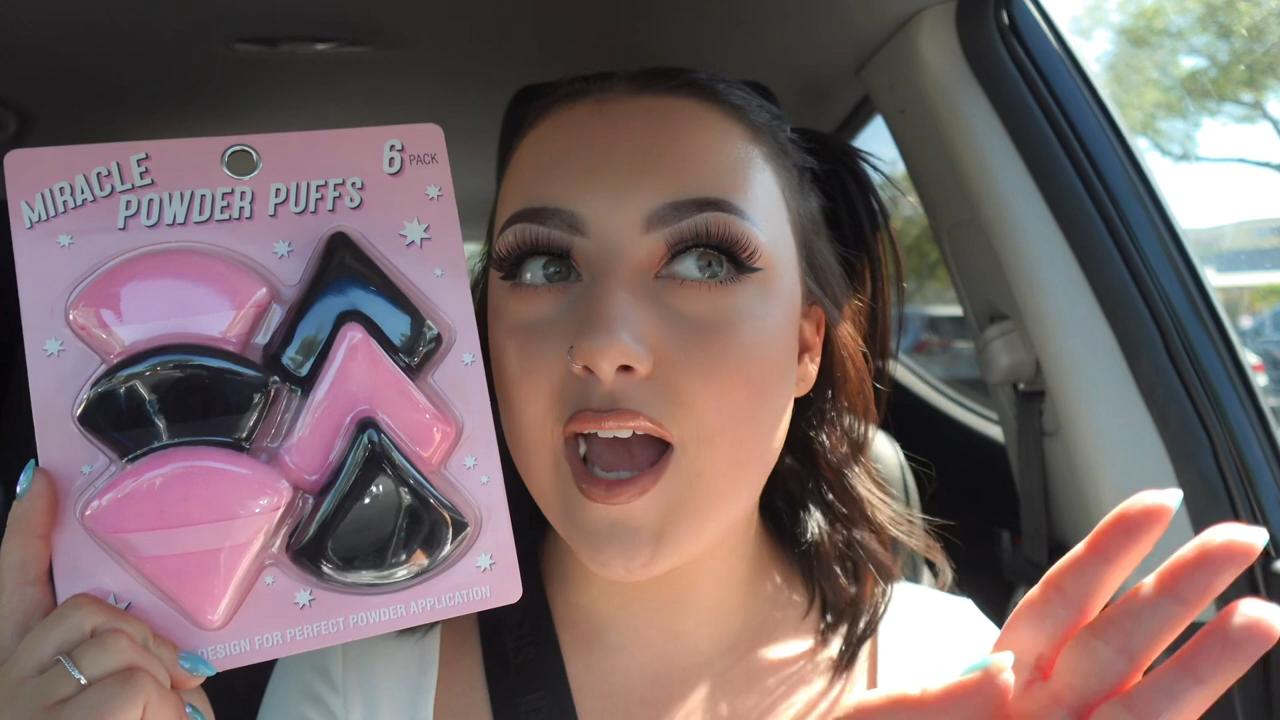 MIRACLE
POWDER PUFFS
6 PACK
DESIGN FOR PERFECT POWDER APPLICATION